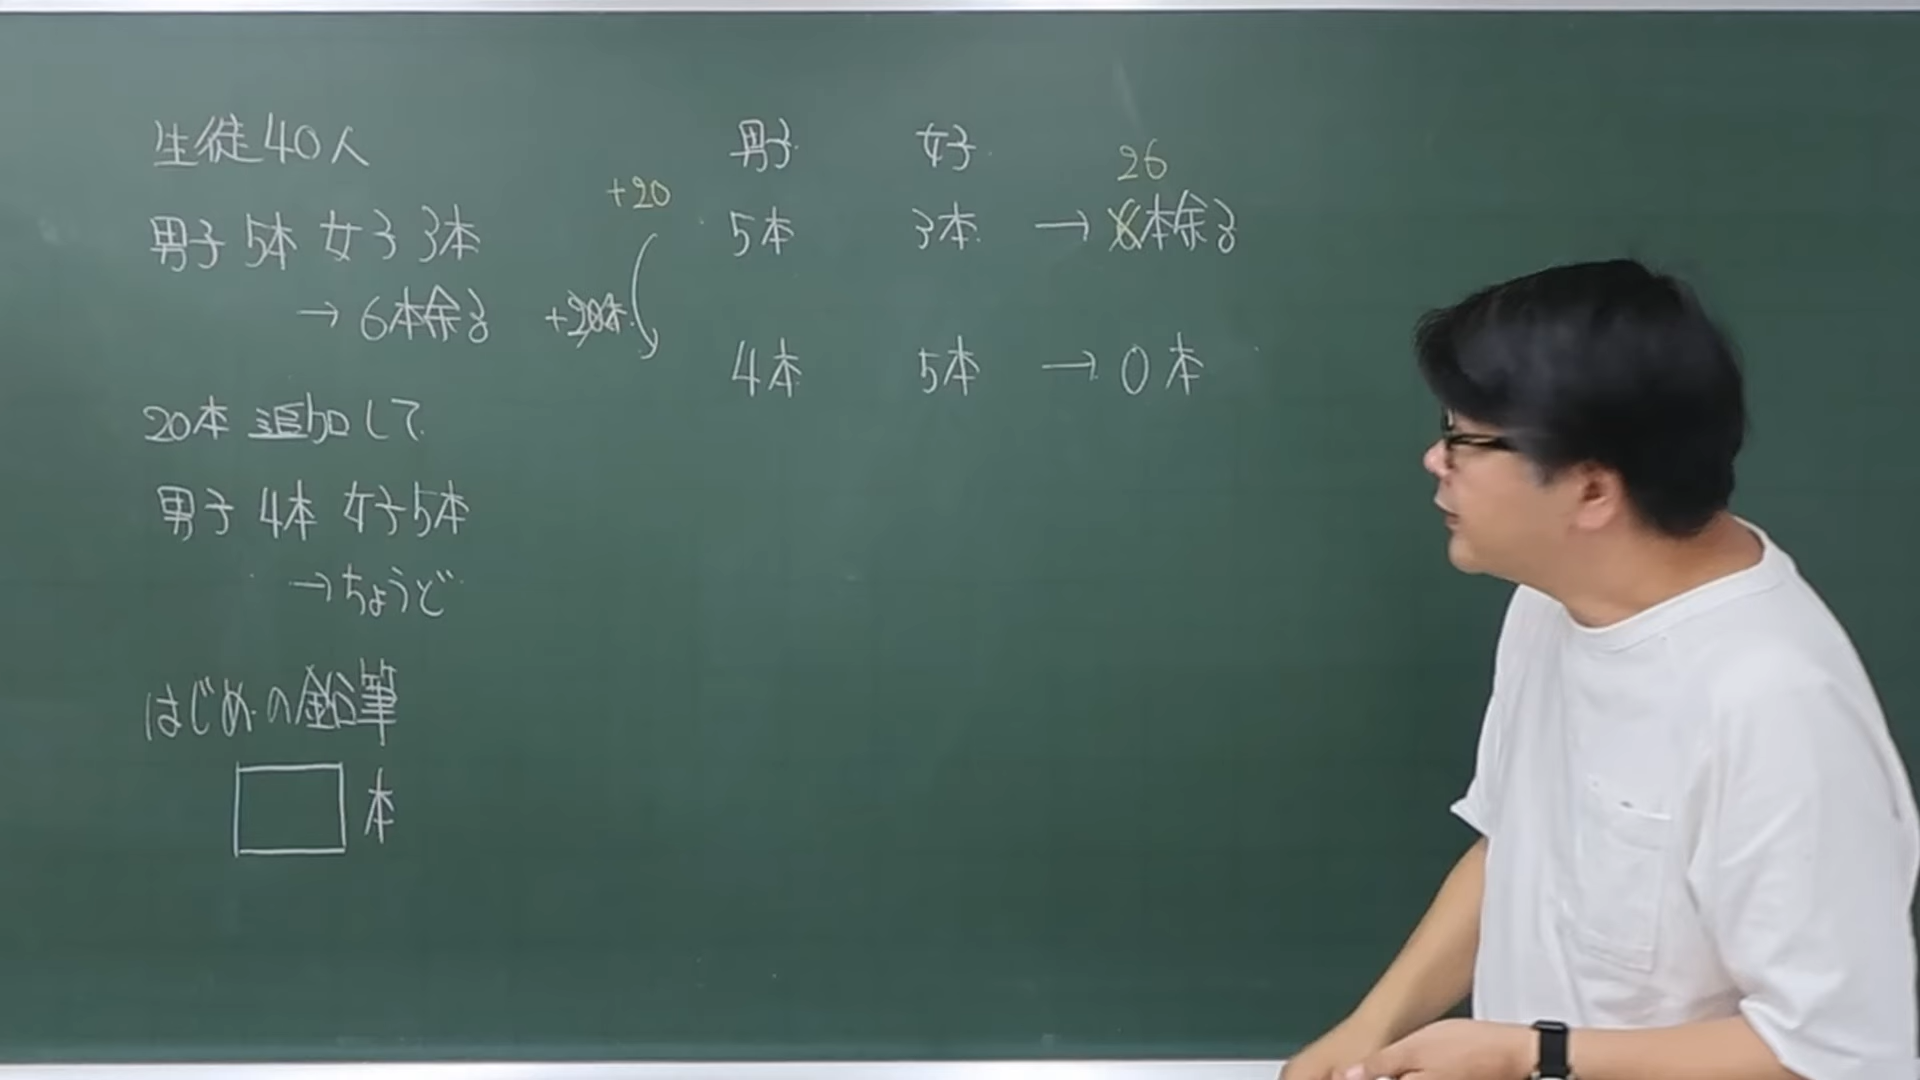 生徒40人
男子 5本 女子 3本
→ 6本余る
20本 追加して
男子 4本 女子5本
→ちょうど
はじめの鉛筆
本
+20
+20本
男子 女子
26
5本 3本 → 6本余る
4本 5本 → 0本